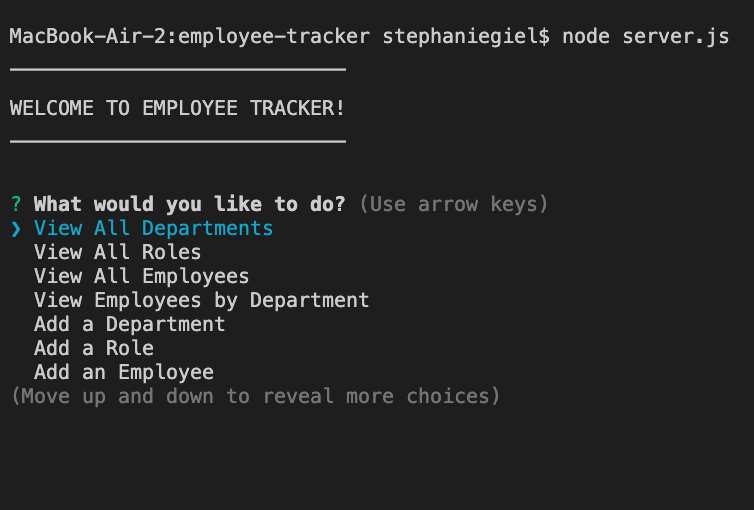 MacBook-Air-2:employee-tracker stephaniegiel$ node server.js
WELCOME TO EMPLOYEE TRACKER!
? What would you like to do? (Use arrow keys)
❯ View All Departments
View All Roles
View All Employees
View Employees by Department
Add a Department
Add a Role
Add an Employee
(Move up and down to reveal more choices)